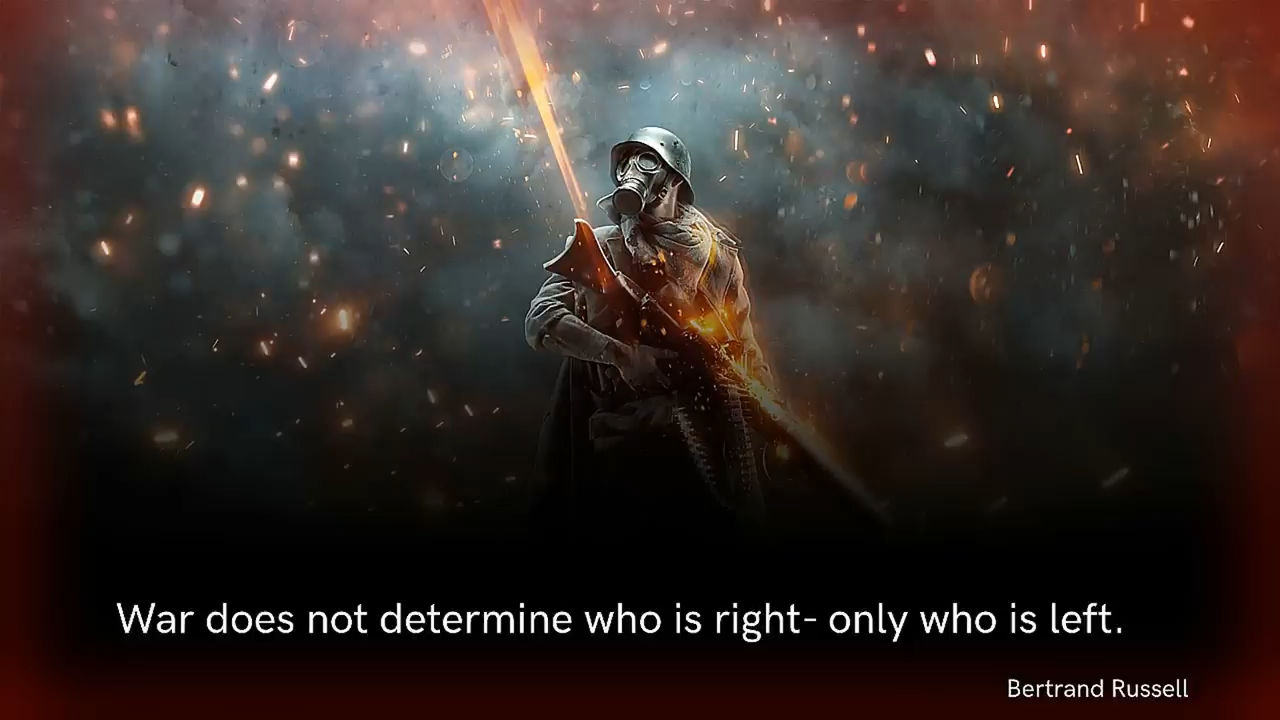 War does not determine who is right- only who is left.
Bertrand Russell